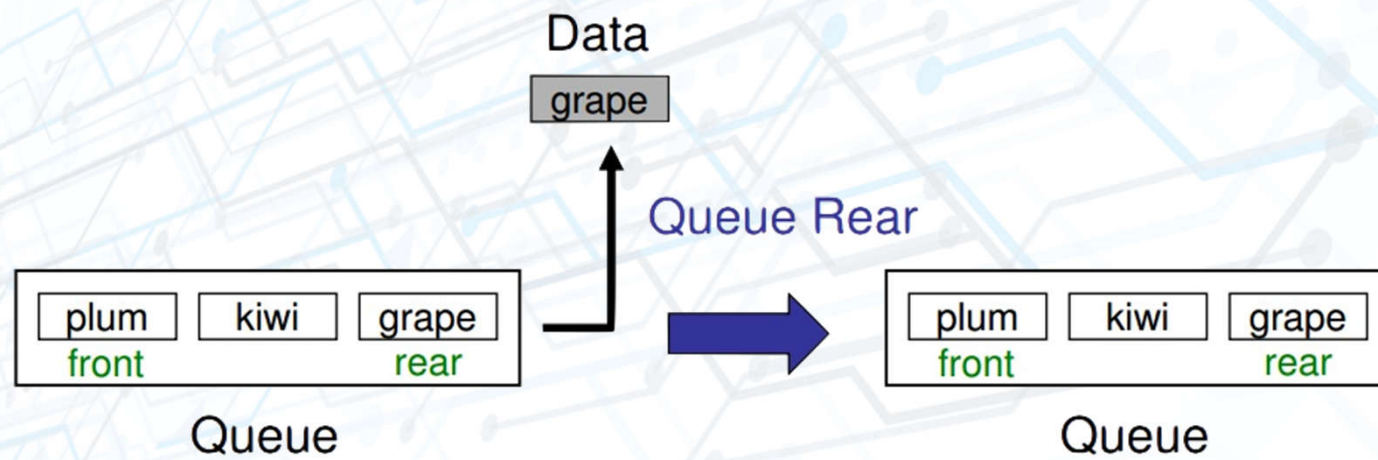 Data
grape
Queue Rear
plum kiwi grape
front rear
Queue
plum kiwi grape
front rear
Queue